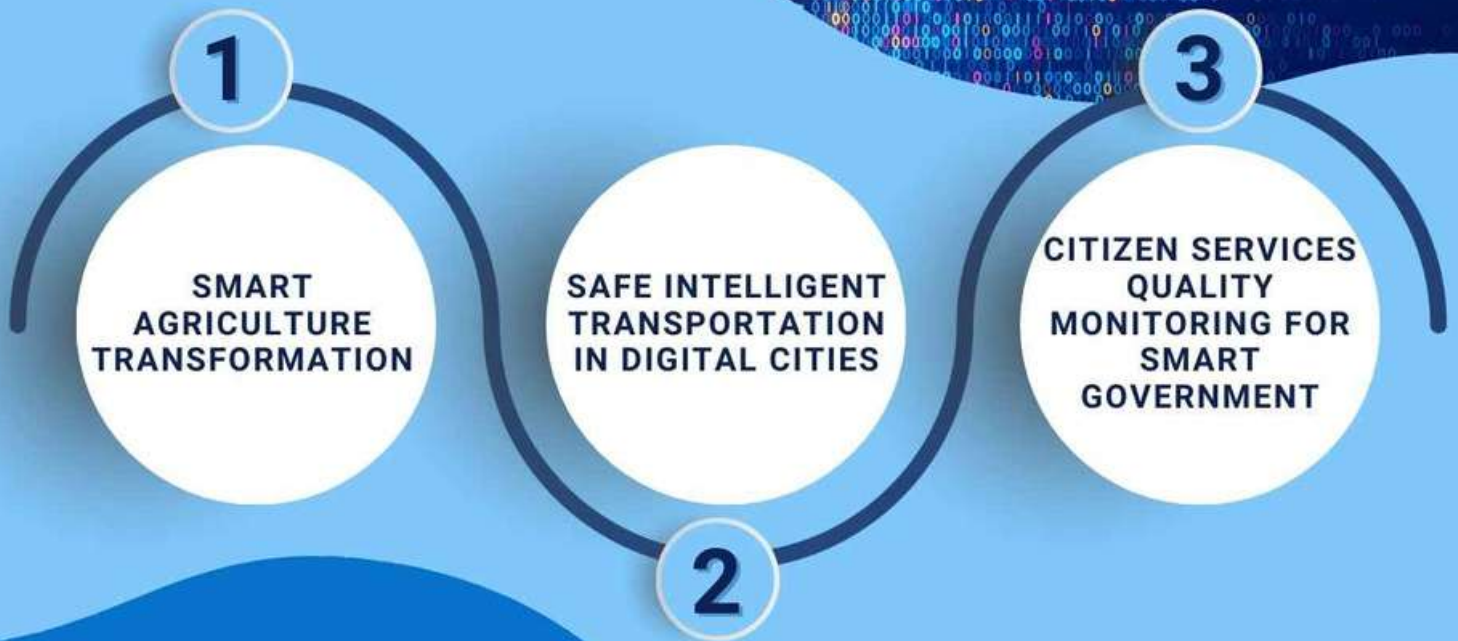 1
SMART
AGRICULTURE
TRANSFORMATION
2
SAFE INTELLIGENT
TRANSPORTATION
IN DIGITAL CITIES
3
CITIZEN SERVICES
QUALITY
MONITORING FOR
SMART
GOVERNMENT